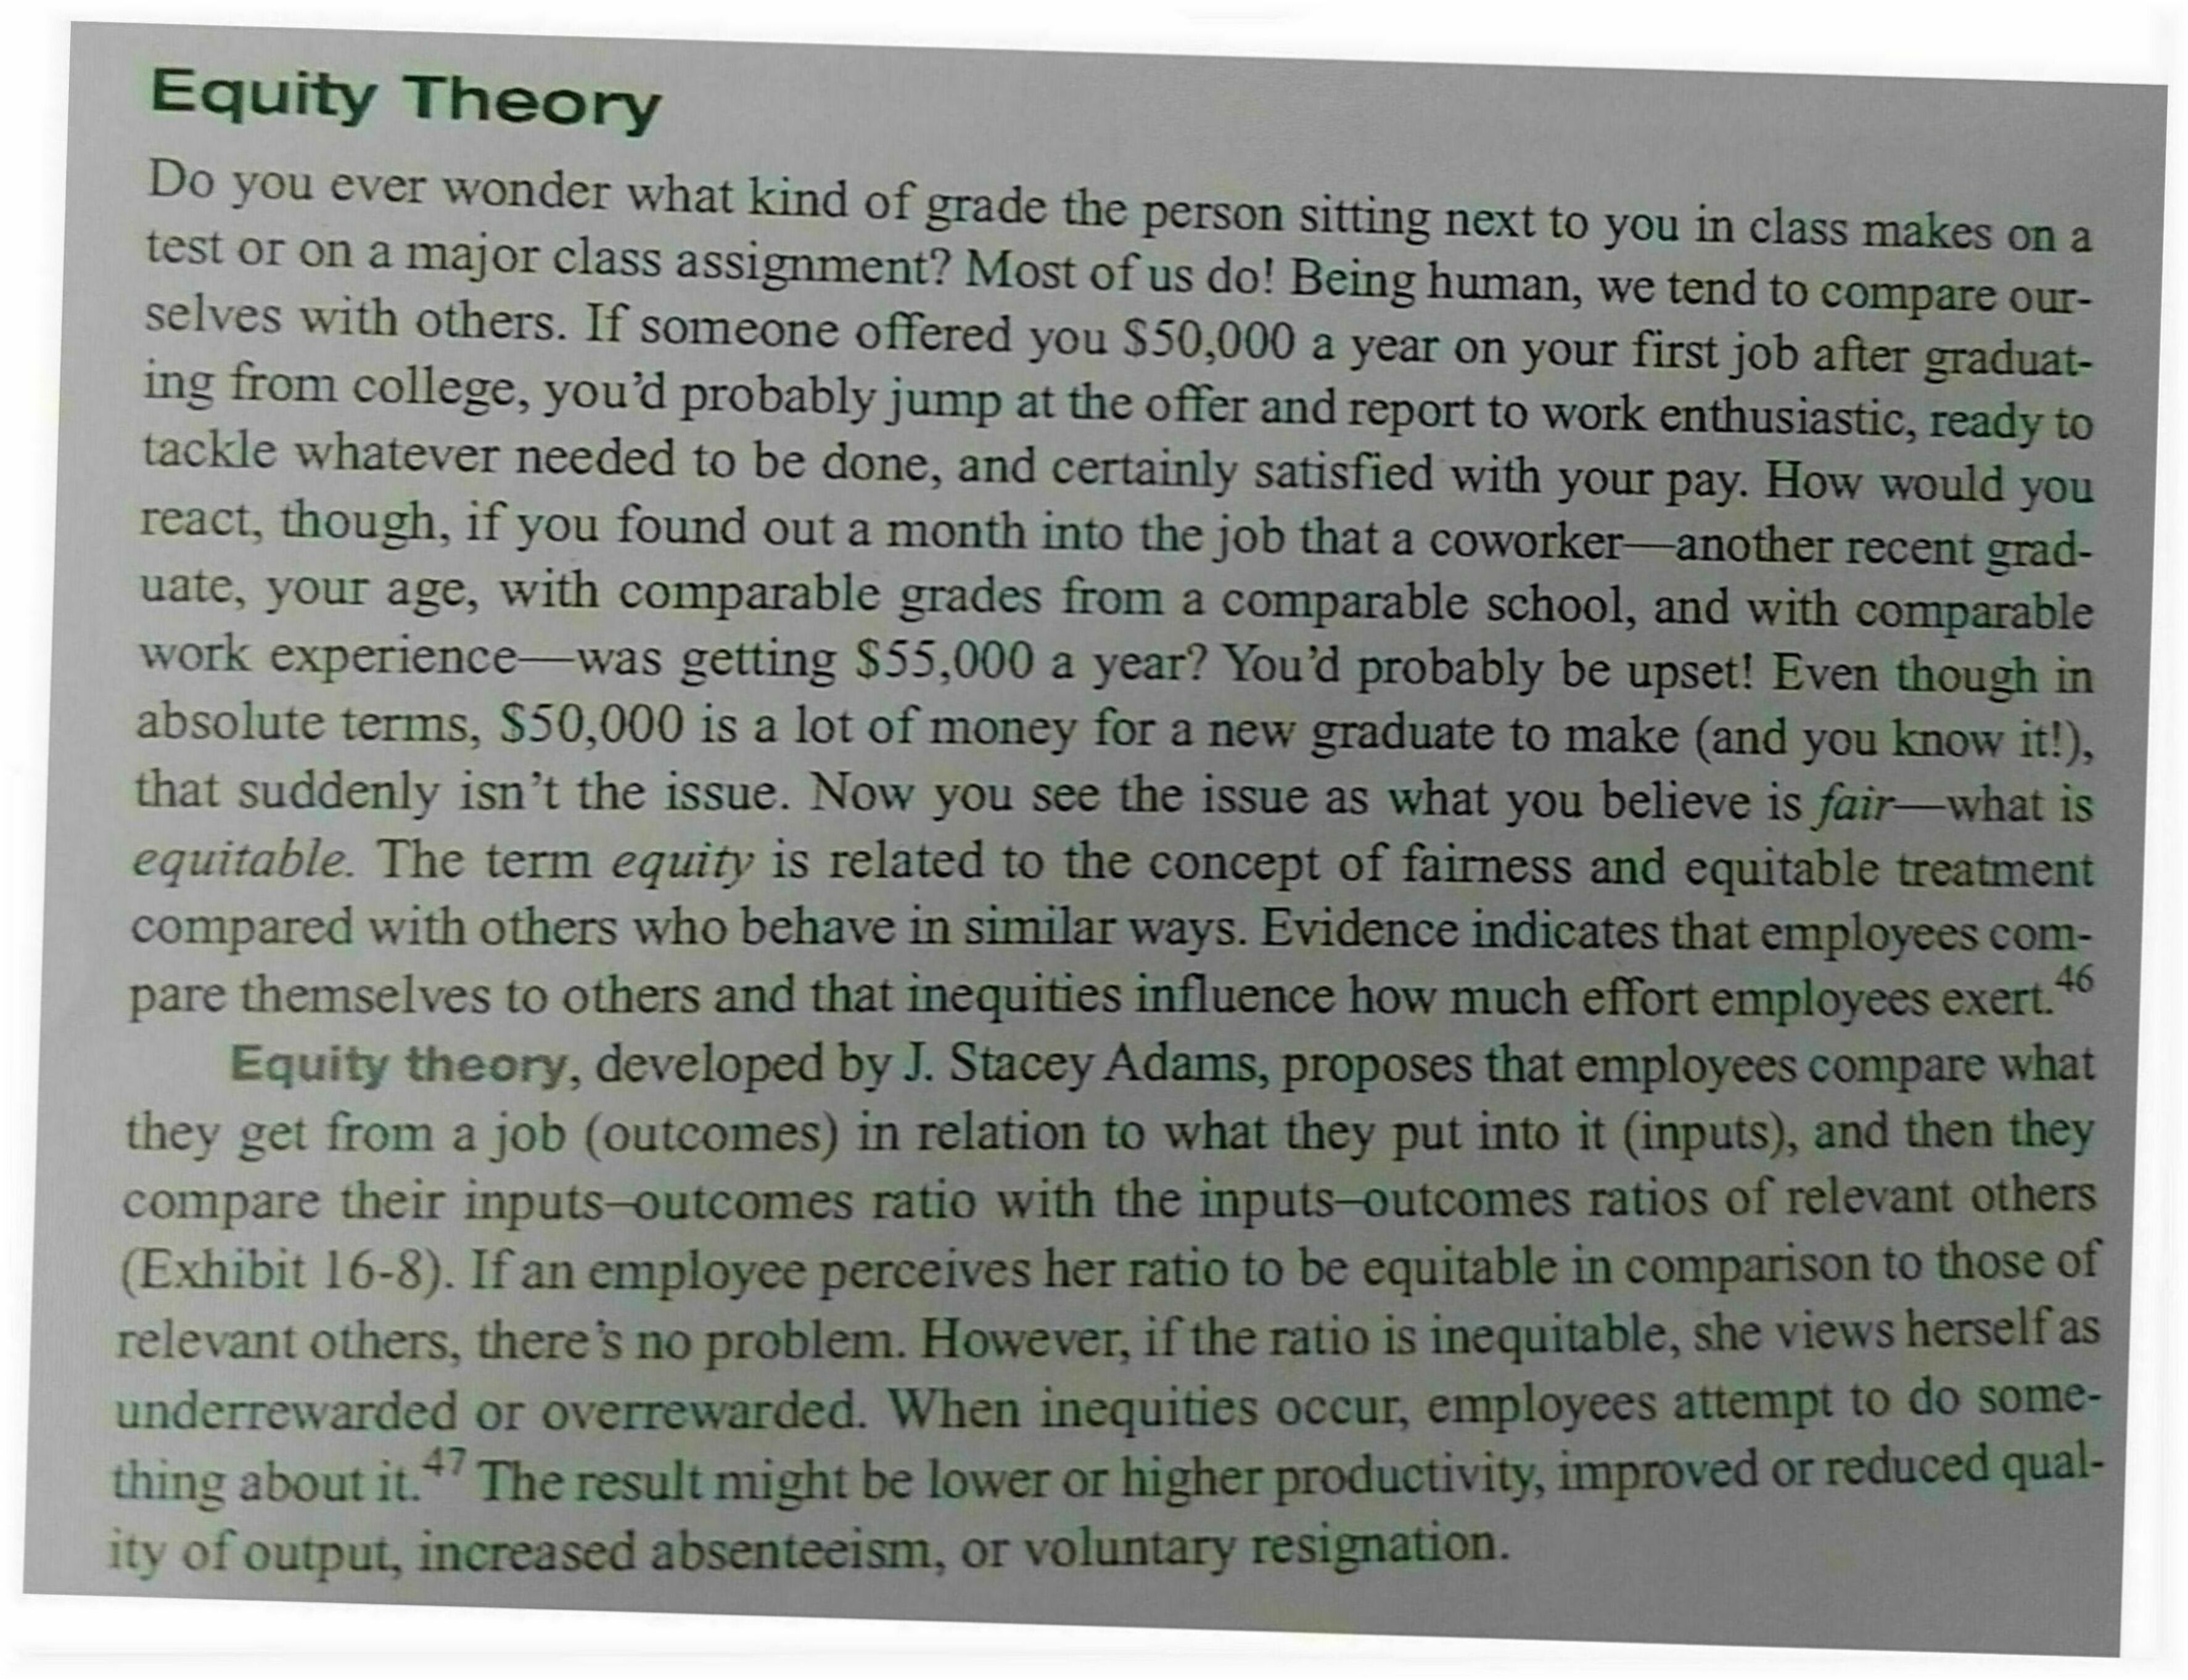 Equity Theory
Do you ever wonder what kind of grade the person sitting next to you in class makes on a
test or on a major class assignment? Most of us do! Being human, we tend to compare our-
selves with others. If someone offered you $50,000 a year on your first job after graduat-
ing from college, you’d probably jump at the offer and report to work enthusiastic, ready to
tackle whatever needed to be done, and certainly satisfied with your pay. How would you
react, though, if you found out a month into the job that a coworker—another recent grad-
uate, your age, with comparable grades from a comparable school, and with comparable
work experience—was getting $55,000 a year? You’d probably be upset! Even though in
absolute terms, $50,000 is a lot of money for a new graduate to make (and you know it!),
that suddenly isn’t the issue. Now you see the issue as what you believe is fair—what is
equitable. The term equity is related to the concept of fairness and equitable treatment
compared with others who behave in similar ways. Evidence indicates that employees com-
pare themselves to others and that inequities influence how much effort employees exert.46
Equity theory, developed by J. Stacey Adams, proposes that employees compare what
they get from a job (outcomes) in relation to what they put into it (inputs), and then they
compare their inputs–outcomes ratio with the inputs–outcomes ratios of relevant others
(Exhibit 16-8). If an employee perceives her ratio to be equitable in comparison to those of
relevant others, there’s no problem. However, if the ratio is inequitable, she views herself as
underrewarded or overrewarded. When inequities occur, employees attempt to do some-
thing about it.47 The result might be lower or higher productivity, improved or reduced qual-
ity of output, increased absenteeism, or voluntary resignation.